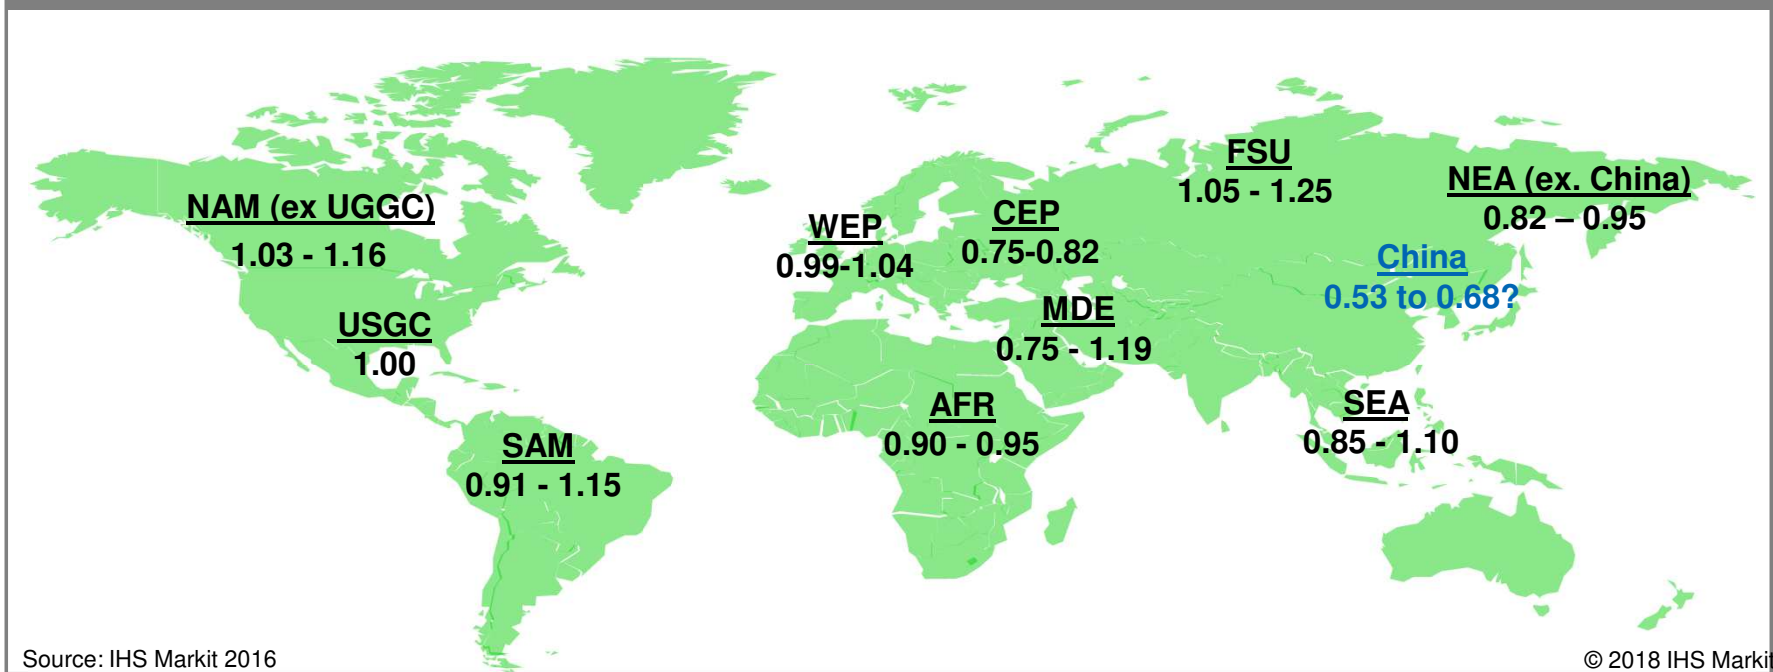 FSU
1.05 - 1.25
NEA (ex. China)
0.82 – 0.95
NAM (ex UGGC)
1.03 - 1.16
WEP
0.99-1.04
CEP
0.75-0.82
China
0.53 to 0.68?
USGC
1.00
MDE
0.75 - 1.19
AFR
0.90 - 0.95
SEA
0.85 - 1.10
SAM
0.91 - 1.15
Source: IHS Markit 2016
© 2018 IHS Markit